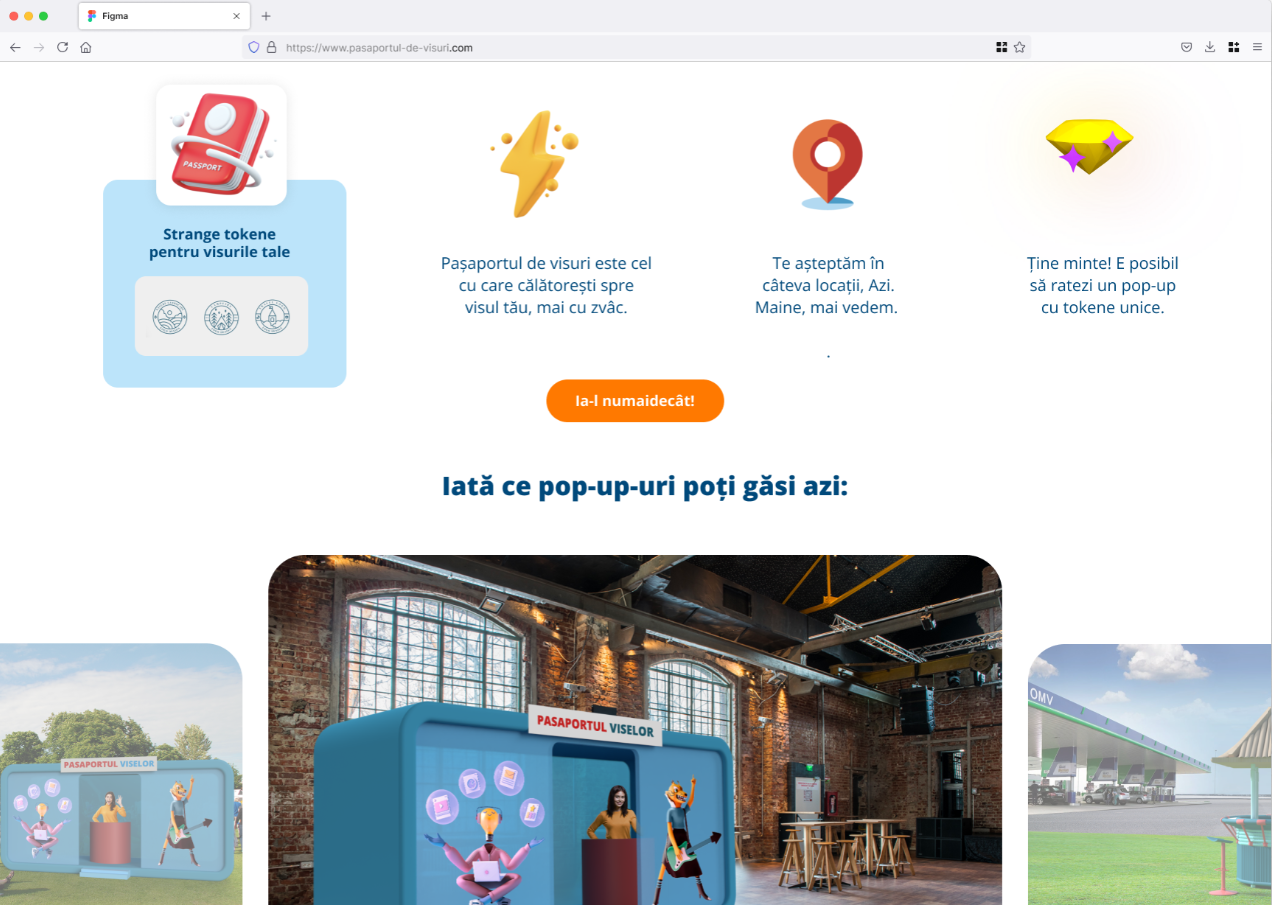 Figma
https://www.pasaportul-de-visuri.com
PASSPORT
Strange tokene
pentru visurile tale
Pașaportul de visuri este cel
cu care călătorești spre
visul tău, mai cu zvâc.
Te așteptăm în
câteva locații, Azi.
Maine, mai vedem.
.
Ține minte! E posibil
să ratezi un pop-up
cu tokene unice.
Ia-l numaidecât!
Iată ce pop-up-uri poți găsi azi:
PASAPORTUL VISELOR
PASAPORTUL VISELOR
OMV